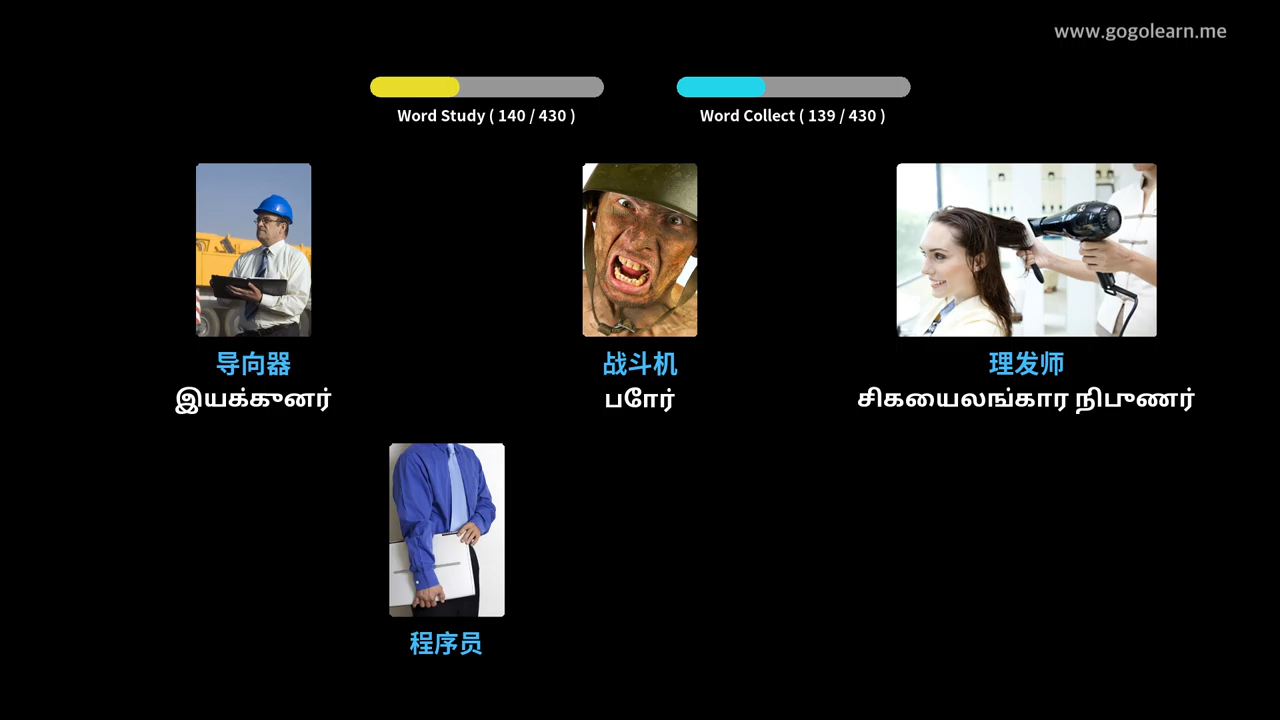 www.gogolearn.me
Word Study ( 140 / 430 )
Word Collect ( 139 / 430 )
导向器
战斗机
理发师
இயக்குனர்
போர்
சிகையலங்கார நிபுணர்
程序员